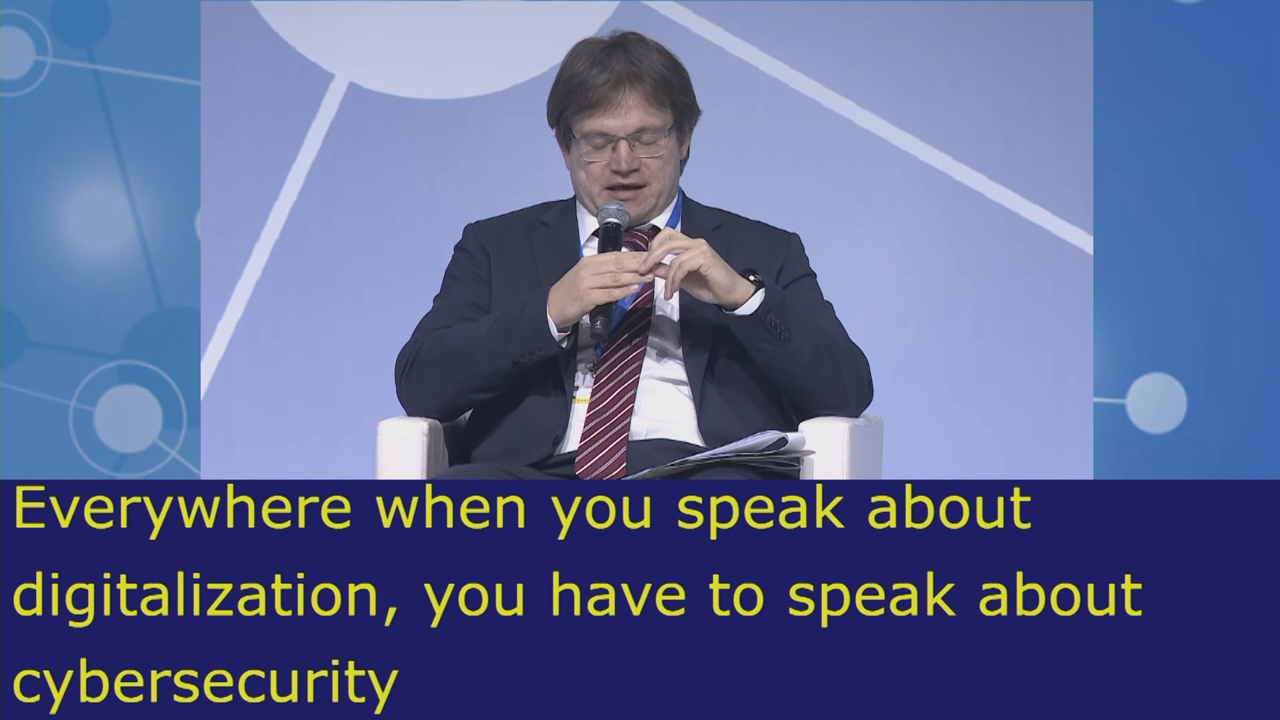 Everywhere when you speak about
digitalization, you have to speak about
cybersecurity